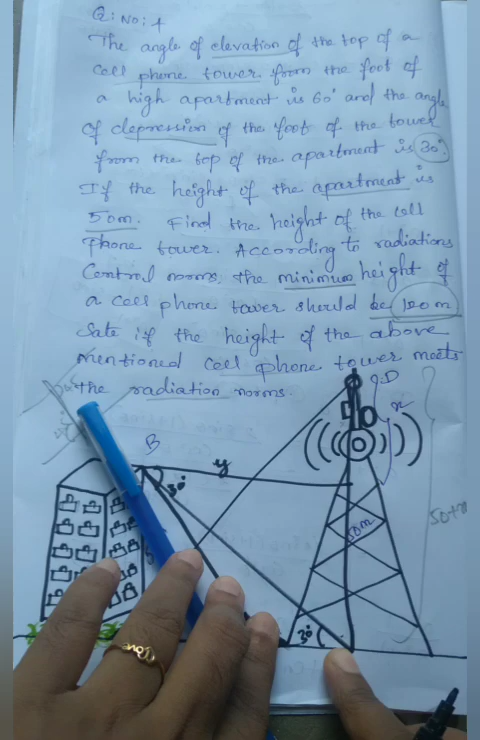 Q: No: 4
The angle of elevation of the top of a
cell phone tower from the foot of
a high apartment is 60° and the angle
of depression of the foot of the tower
from the top of the apartment is 30°.
If the height of the apartment is
50m. Find the height of the cell
phone tower. According to radiations
Control norms, the minimum height of
a cell phone tower should be 120 m
Sate if the height of the above
mentioned cell phone tower meets
the radiation norms.
D
x
B
y
30°
50m
50+x
30°